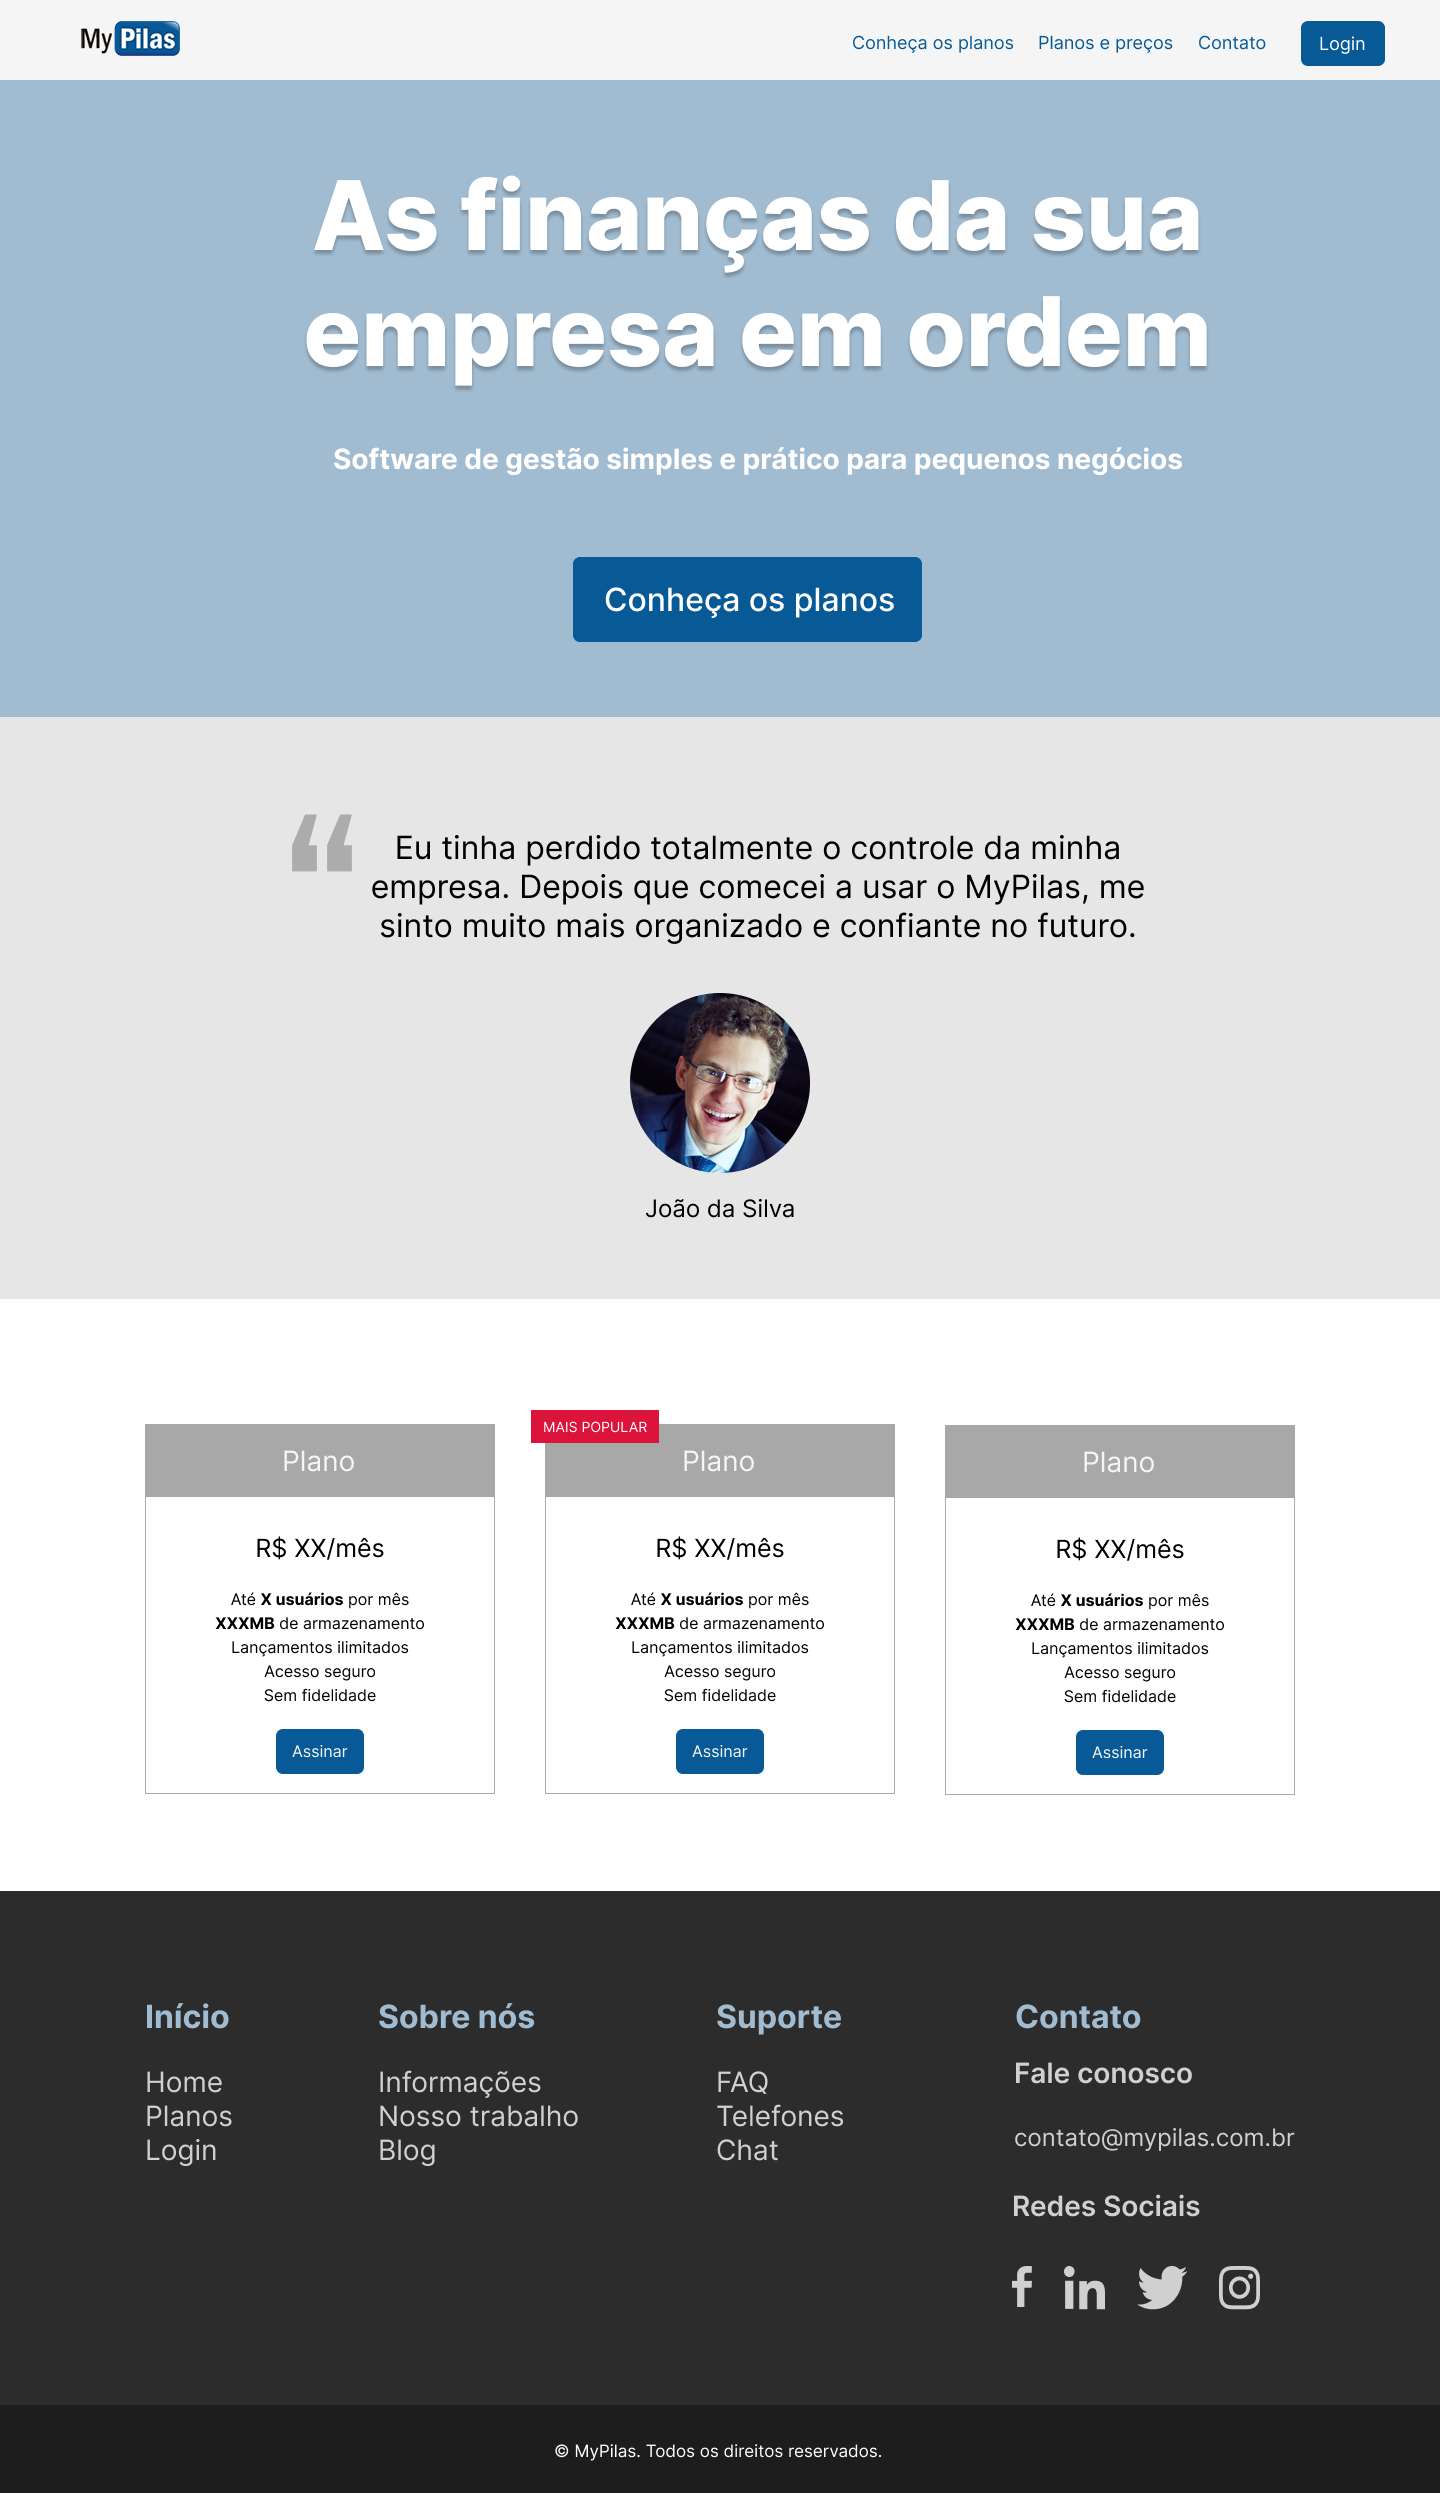 My Pilas
Conheça os planos
Planos e preços
Contato
Login
As finanças da sua
empresa em ordem
Software de gestão simples e prático para pequenos negócios
Conheça os planos
“
Eu tinha perdido totalmente o controle da minha
empresa. Depois que comecei a usar o MyPilas, me
sinto muito mais organizado e confiante no futuro.
João da Silva
Plano
R$ XX/mês
Até X usuários por mês
XXXMB de armazenamento
Lançamentos ilimitados
Acesso seguro
Sem fidelidade
Assinar
MAIS POPULAR
Plano
R$ XX/mês
Até X usuários por mês
XXXMB de armazenamento
Lançamentos ilimitados
Acesso seguro
Sem fidelidade
Assinar
Plano
R$ XX/mês
Até X usuários por mês
XXXMB de armazenamento
Lançamentos ilimitados
Acesso seguro
Sem fidelidade
Assinar
Início
Home
Planos
Login
Sobre nós
Informações
Nosso trabalho
Blog
Suporte
FAQ
Telefones
Chat
Contato
Fale conosco
contato@mypilas.com.br
Redes Sociais
© MyPilas. Todos os direitos reservados.